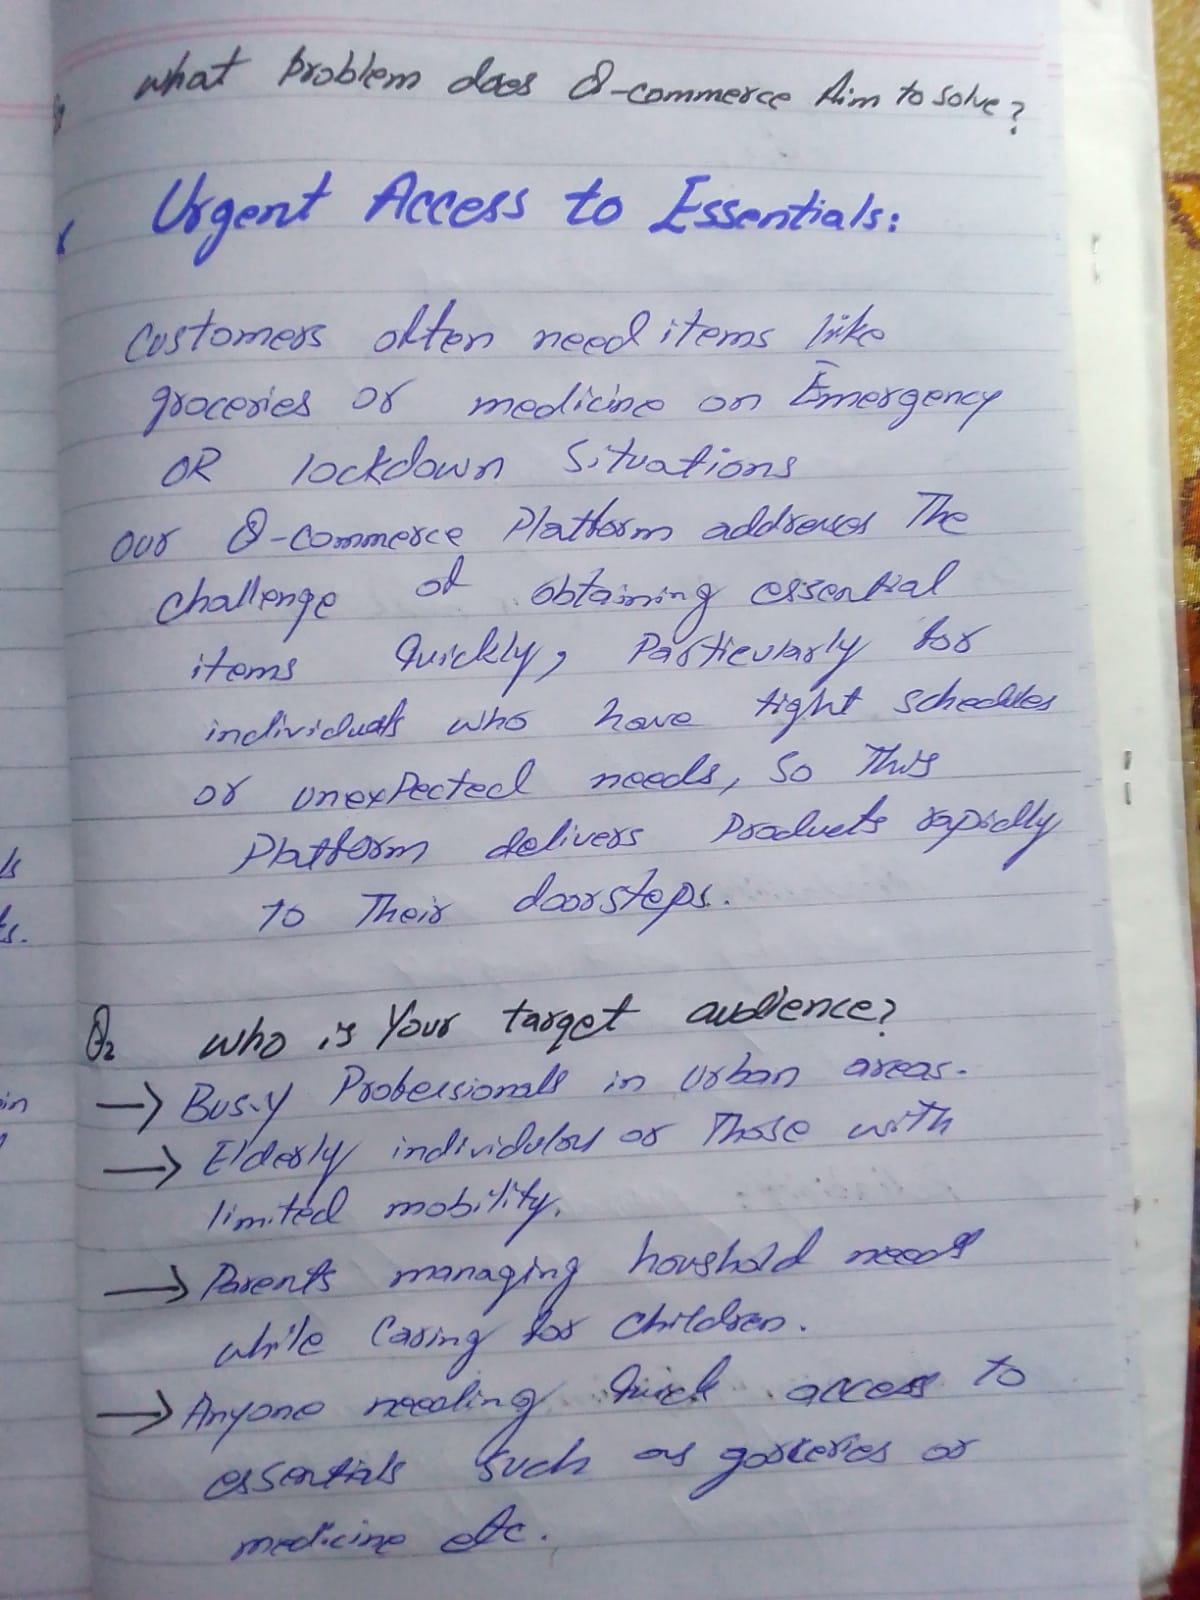 what problem does Q-commerce Aim to solve?
Urgent Access to Essentials:
Customers often need items like
groceries or medicine on Emergency
OR lockdown Situations
our Q-commerce Platform addresses The
challenge of obtaining essential
items Quickly, Particularly for
individuals who have tight schedules
or unexpected needs, So This
Platform delivers Products rapidly
to Their doorsteps.
Q2 who is Your target audience?
→ Busy Professionals in urban areas.
→ Elderly individulas or Those with
limited mobility.
→ Parents managing houshold needs
while Caring for children.
→ Anyone needing Quick access to
essentials Such as gorceries or
medicine etc.